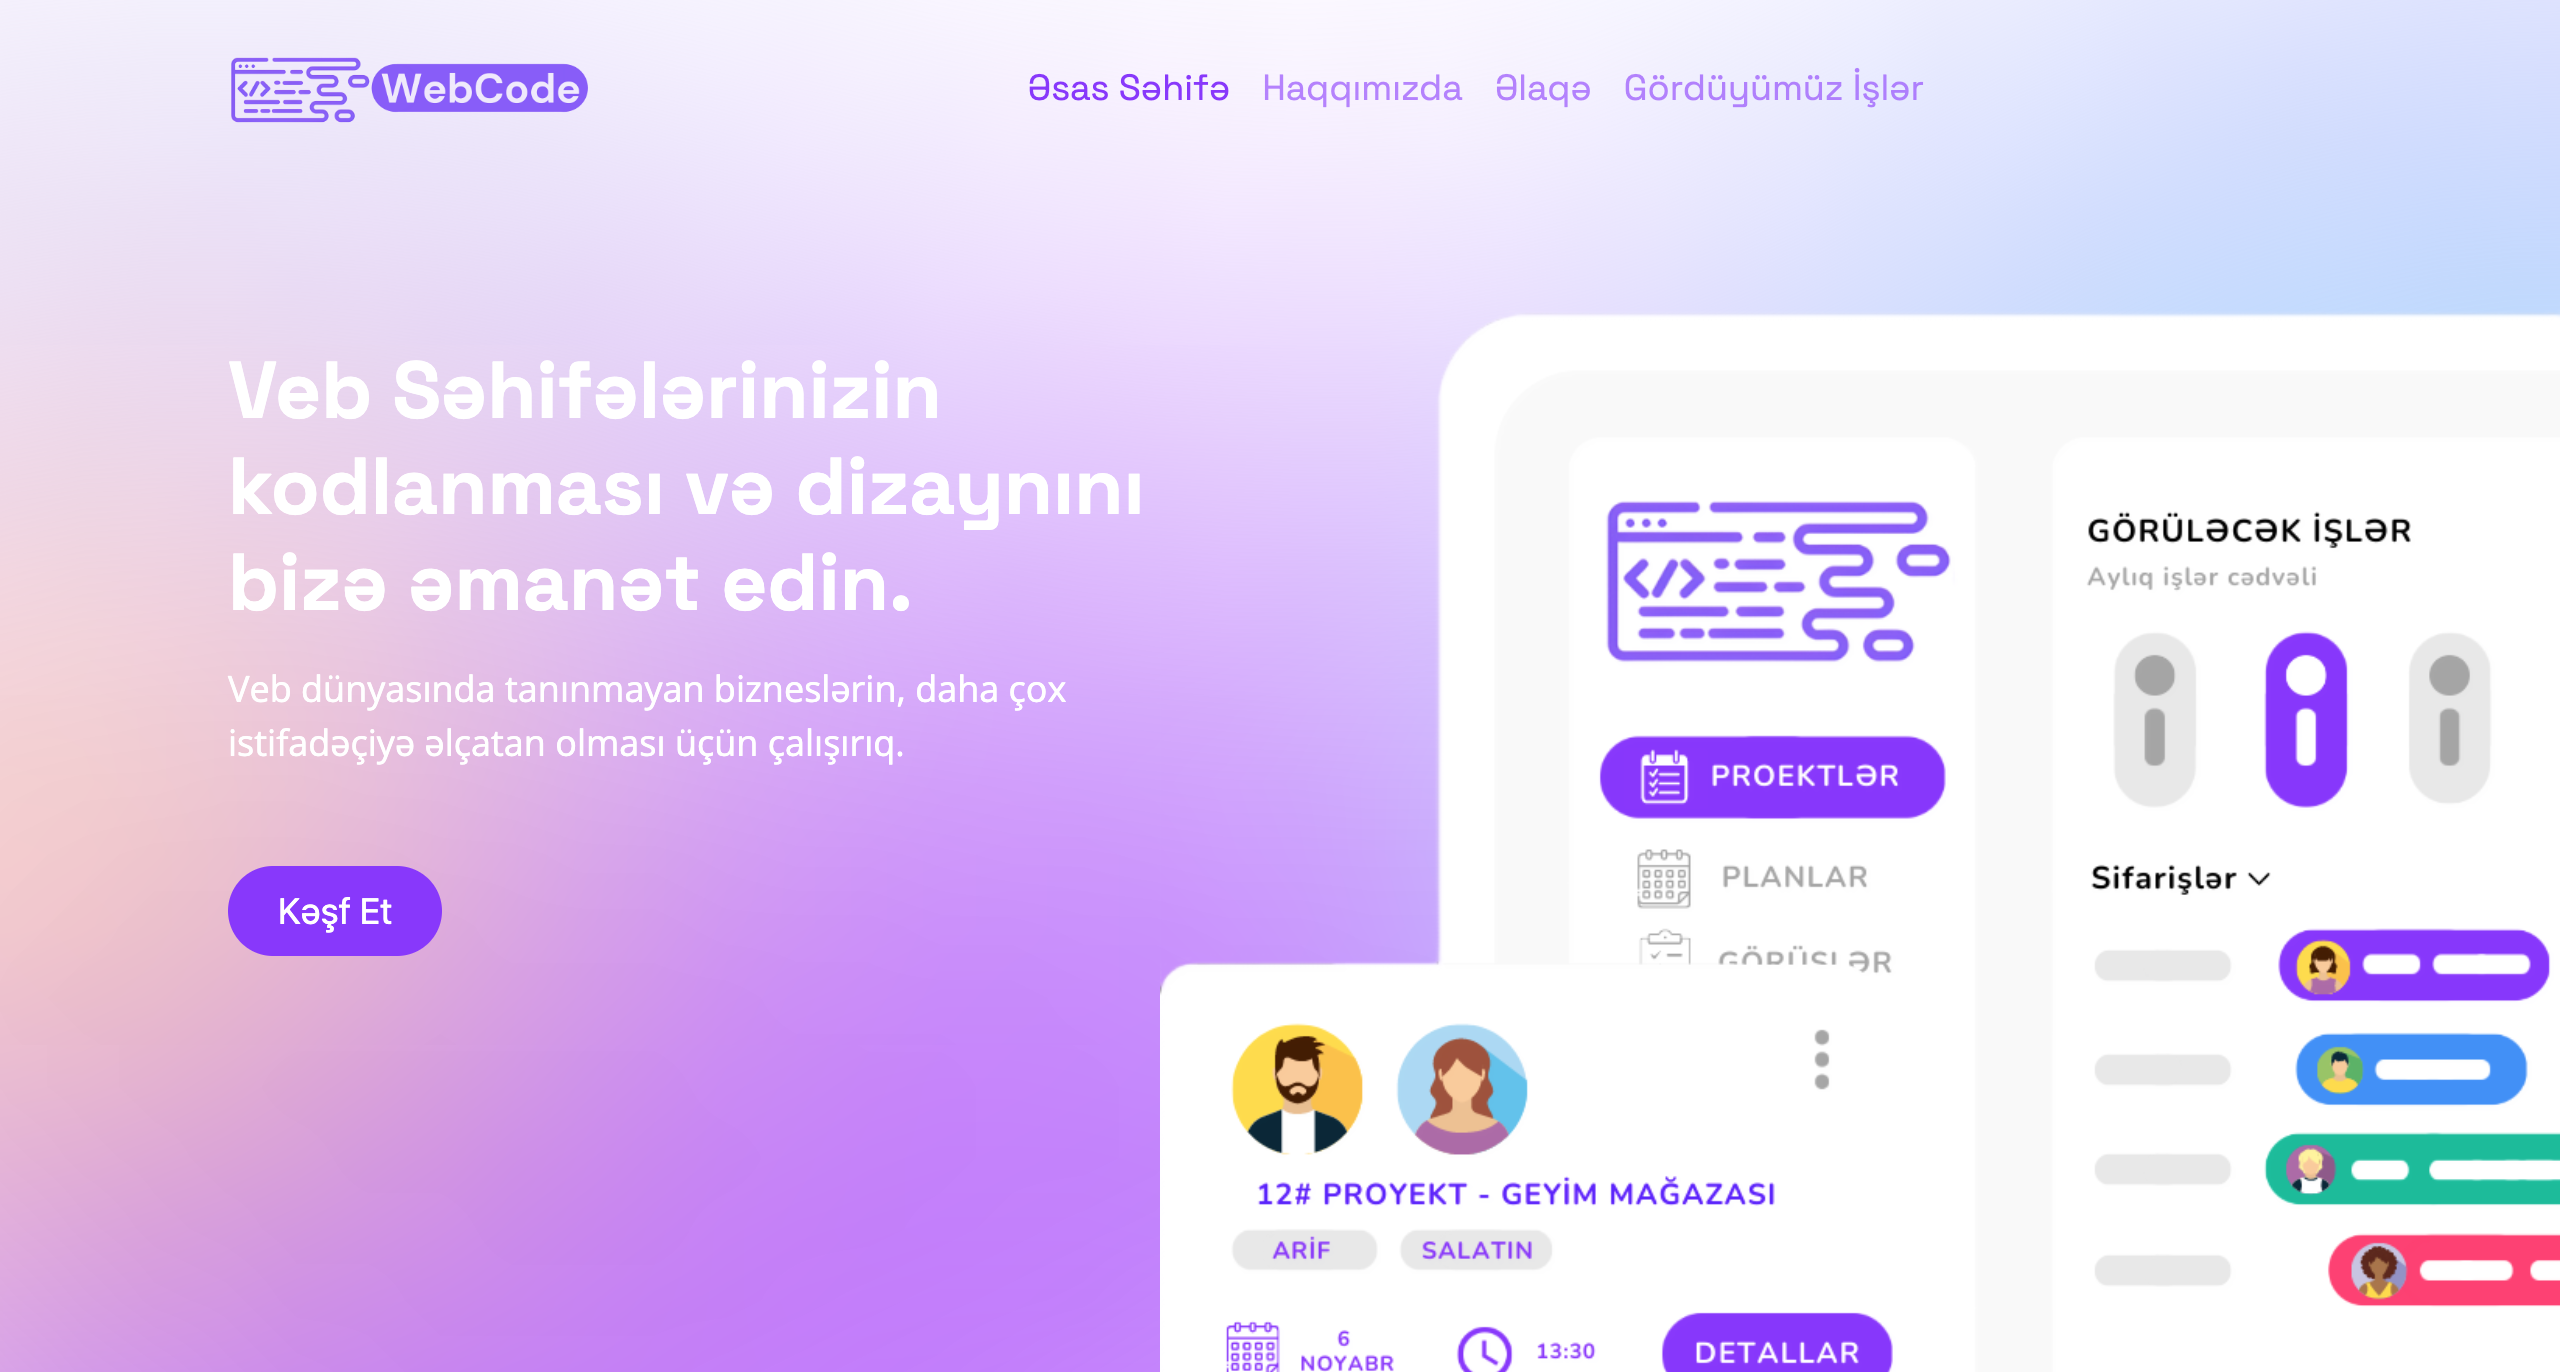 WebCode
Əsas Səhifə Haqqımızda Əlaqə Gördüyümüz İşlər
Veb Səhifələrinizin
kodlanması və dizaynını
bizə əmanət edin.
Veb dünyasında tanınmayan bizneslərin, daha çox
istifadəçiyə əlçatan olması üçün çalışırıq.
Kəşf Et
GÖRÜLƏCƏK İŞLƏR
Aylıq işlər cədvəli
PROEKTLƏR
PLANLAR
GÖRÜŞLƏR
Sifarişlər
12# PROYEKT - GEYİM MAĞAZASI
ARİF SALATIN
6
NOYABR
13:30
DETALLAR